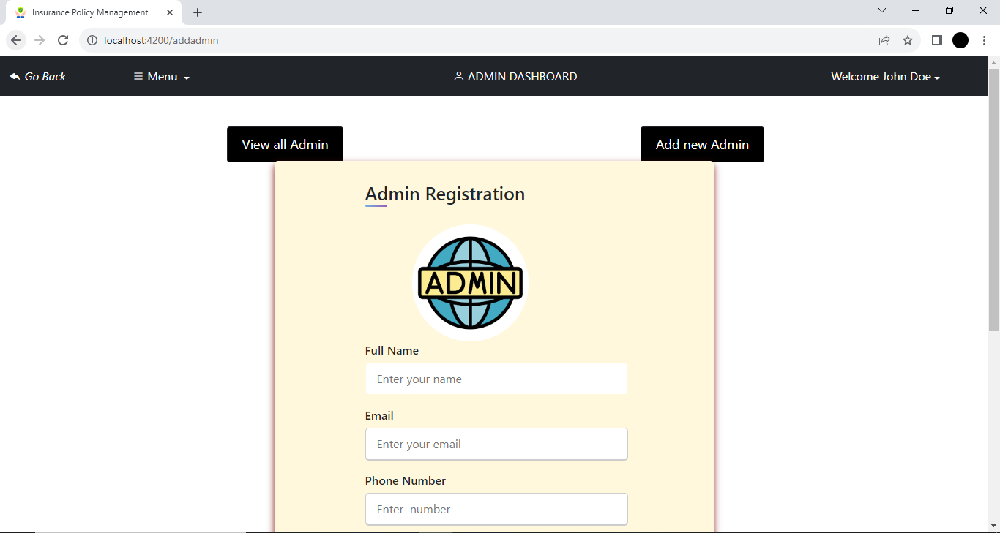 Insurance Policy Management
localhost:4200/addadmin
Go Back Menu ADMIN DASHBOARD Welcome John Doe
View all Admin Add new Admin
Admin Registration
ADMIN
Full Name
Enter your name
Email
Enter your email
Phone Number
Enter  number